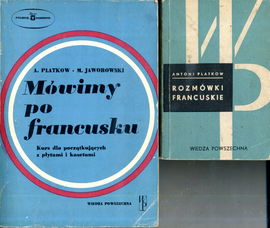 A. PLATKOW - M. JAWOROWSKI
Mówimy
po
francusku
Kurs dla początkujących
z płytami i kasetami
WIEDZA POWSZECHNA
ANTONI PLATKOW
ROZMÓWKI
FRANCUSKIE
WIEDZA POWSZECHNA